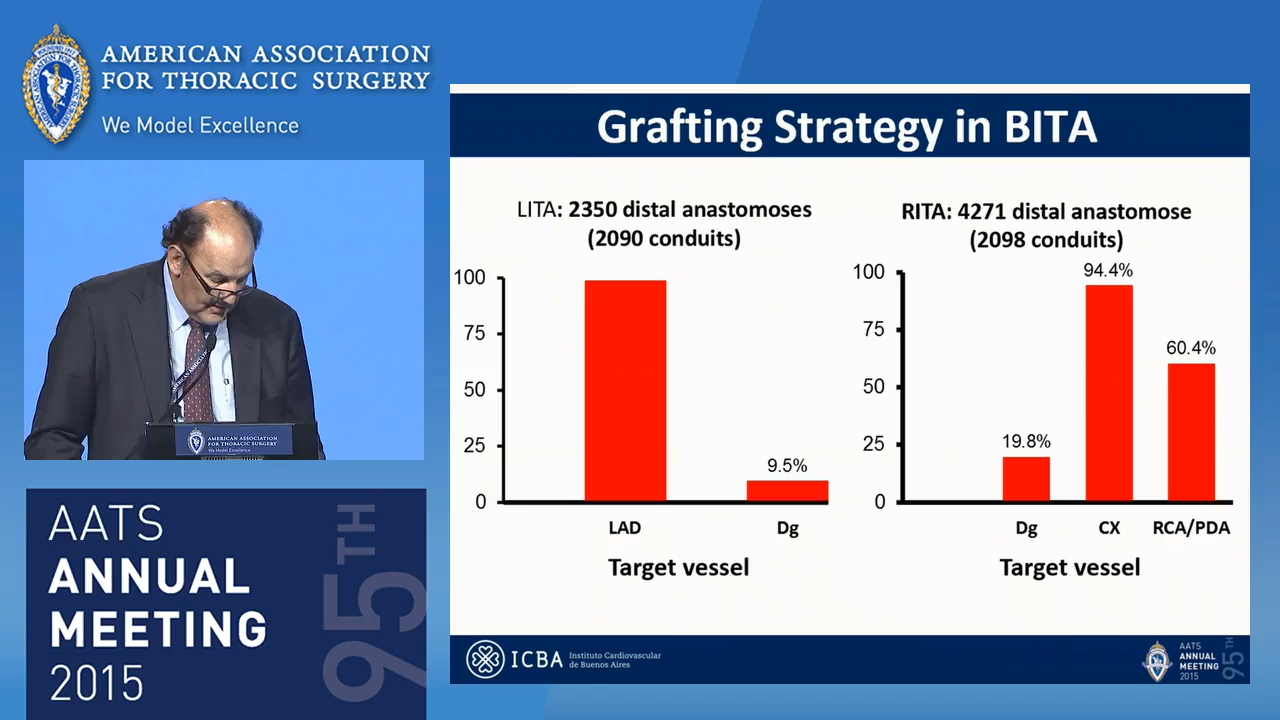 AMERICAN ASSOCIATION
FOR THORACIC SURGERY
We Model Excellence
AMERICAN ASSOCIATION
FOR THORACIC SURGERY
We Model Excellence
AATS
ANNUAL
MEETING
2015
95TH
Grafting Strategy in BITA
LITA: 2350 distal anastomoses
(2090 conduits)
100
75
50
25
0
9.5%
LAD
Dg
Target vessel
RITA: 4271 distal anastomose
(2098 conduits)
100
75
50
25
0
19.8%
94.4%
60.4%
Dg
CX
RCA/PDA
Target vessel
ICBA
Instituto Cardiovascular
de Buenos Aires
AATS
ANNUAL
MEETING
2015
95TH